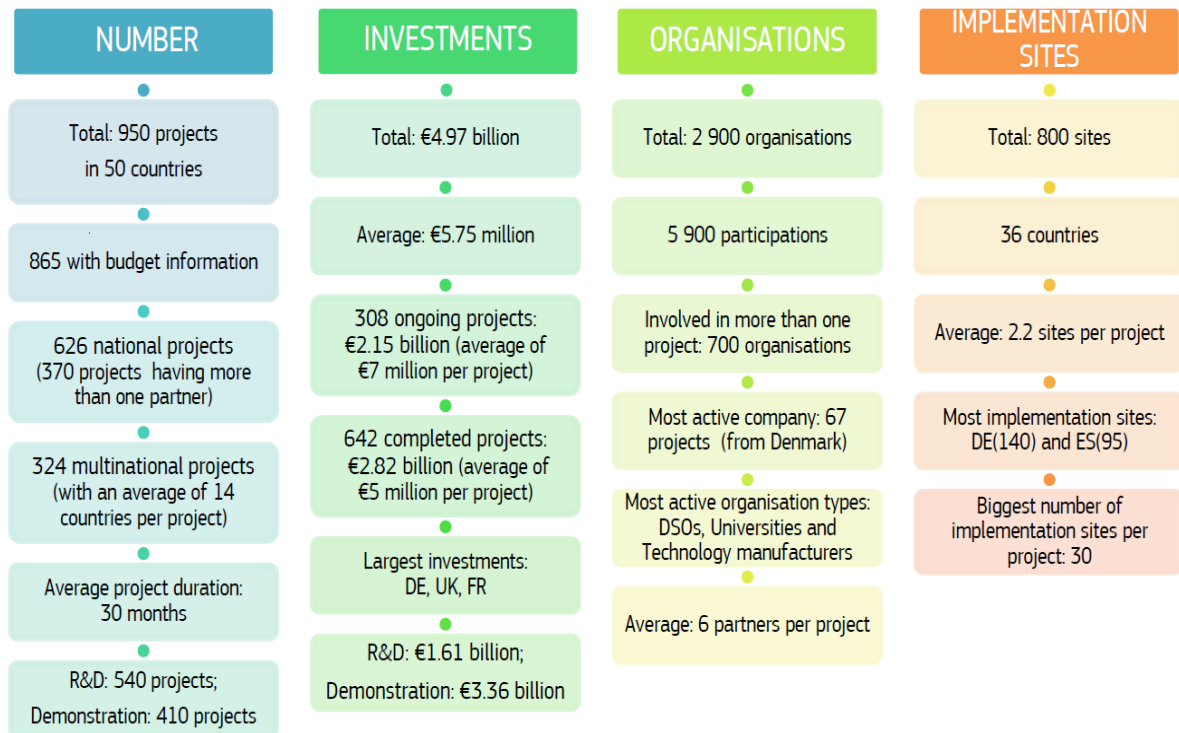 NUMBER
Total: 950 projects
in 50 countries
865 with budget information
626 national projects
(370 projects having more
than one partner)
324 multinational projects
(with an average of 14
countries per project)
Average project duration:
30 months
R&D: 540 projects;
Demonstration: 410 projects
INVESTMENTS
Total: €4.97 billion
Average: €5.75 million
308 ongoing projects:
€2.15 billion (average of
€7 million per project)
642 completed projects:
€2.82 billion (average of
€5 million per project)
Largest investments:
DE, UK, FR
R&D: €1.61 billion;
Demonstration: €3.36 billion
ORGANISATIONS
Total: 2 900 organisations
5 900 participations
Involved in more than one
project: 700 organisations
Most active company: 67
projects (from Denmark)
Most active organisation types:
DSOs, Universities and
Technology manufacturers
Average: 6 partners per project
IMPLEMENTATION
SITES
Total: 800 sites
36 countries
Average: 2.2 sites per project
Most implementation sites:
DE(140) and ES(95)
Biggest number of
implementation sites per
project: 30